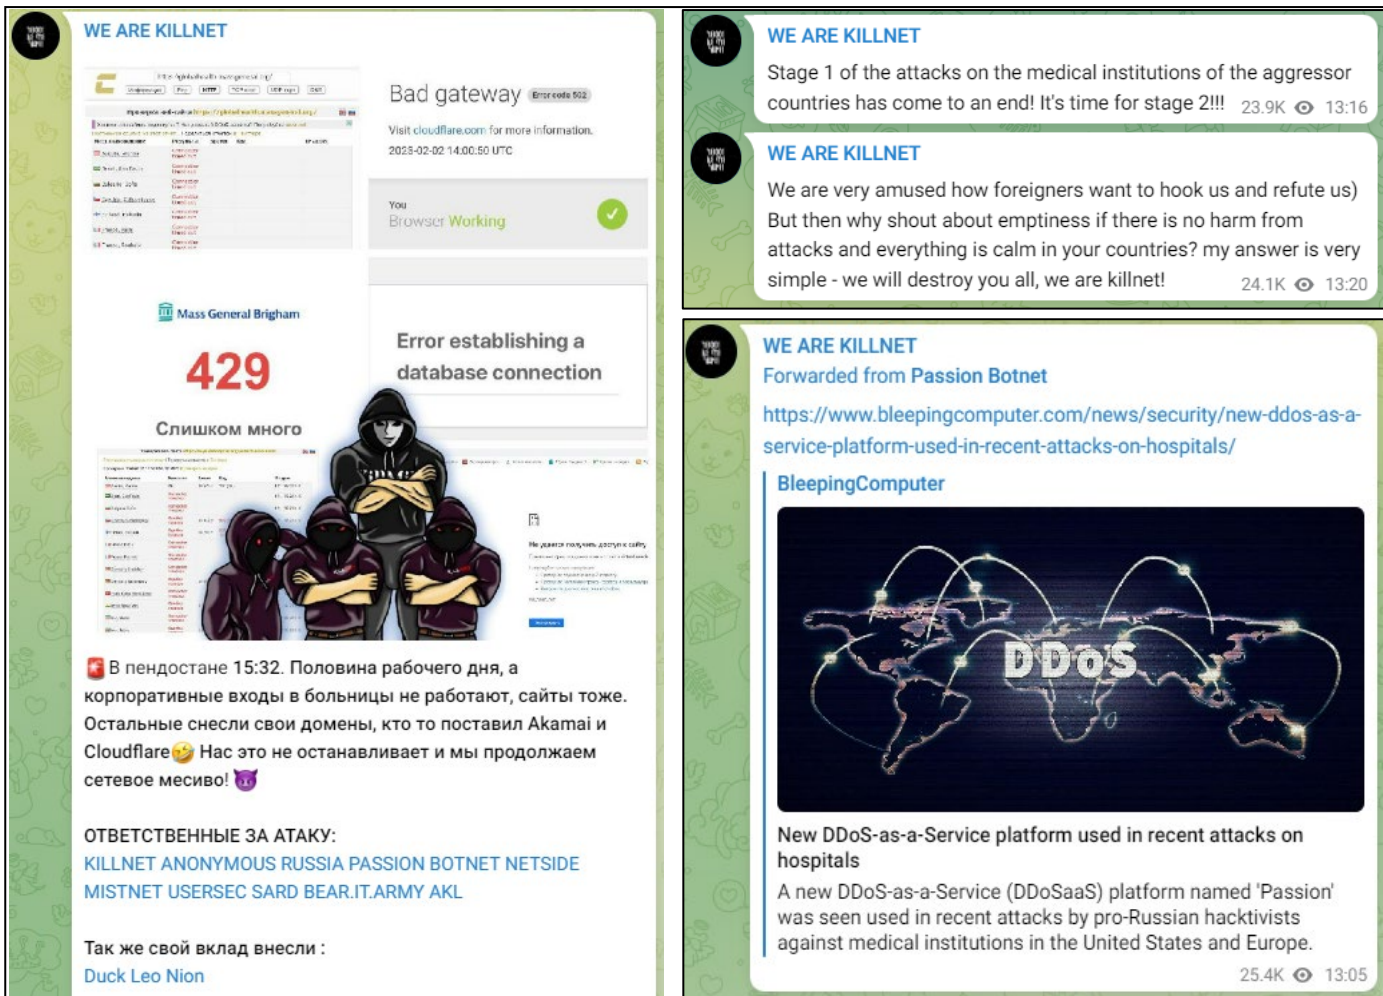 WE ARE KILLNET
HTTP
Bad gateway Error code 502
Visit cloudflare.com for more information.
2023-02-02 14:00:50 UTC
You
Browser Working
Mass General Brigham
429
Слишком много
Error establishing a
database connection
Не удается получить доступ к сайту
🚨В пендостане 15:32. Половина рабочего дня, а
корпоративные входы в больницы не работают, сайты тоже.
Остальные снесли свои домены, кто то поставил Akamai и
Cloudflare🤣 Нас это не останавливает и мы продолжаем
сетевое месиво! 😈
ОТВЕТСТВЕННЫЕ ЗА АТАКУ:
KILLNET ANONYMOUS RUSSIA PASSION BOTNET NETSIDE
MISTNET USERSEC SARD BEAR.IT.ARMY AKL
Так же свой вклад внесли :
Duck Leo Nion
WE ARE KILLNET
Stage 1 of the attacks on the medical institutions of the aggressor
countries has come to an end! It's time for stage 2!!! 23.9K 13:16
WE ARE KILLNET
We are very amused how foreigners want to hook us and refute us)
But then why shout about emptiness if there is no harm from
attacks and everything is calm in your countries? my answer is very
simple - we will destroy you all, we are killnet! 24.1K 13:20
WE ARE KILLNET
Forwarded from Passion Botnet
https://www.bleepingcomputer.com/news/security/new-ddos-as-a-
service-platform-used-in-recent-attacks-on-hospitals/
BleepingComputer
DDoS
New DDoS-as-a-Service platform used in recent attacks on
hospitals
A new DDoS-as-a-Service (DDoSaaS) platform named 'Passion'
was seen used in recent attacks by pro-Russian hacktivists
against medical institutions in the United States and Europe.
25.4K 13:05